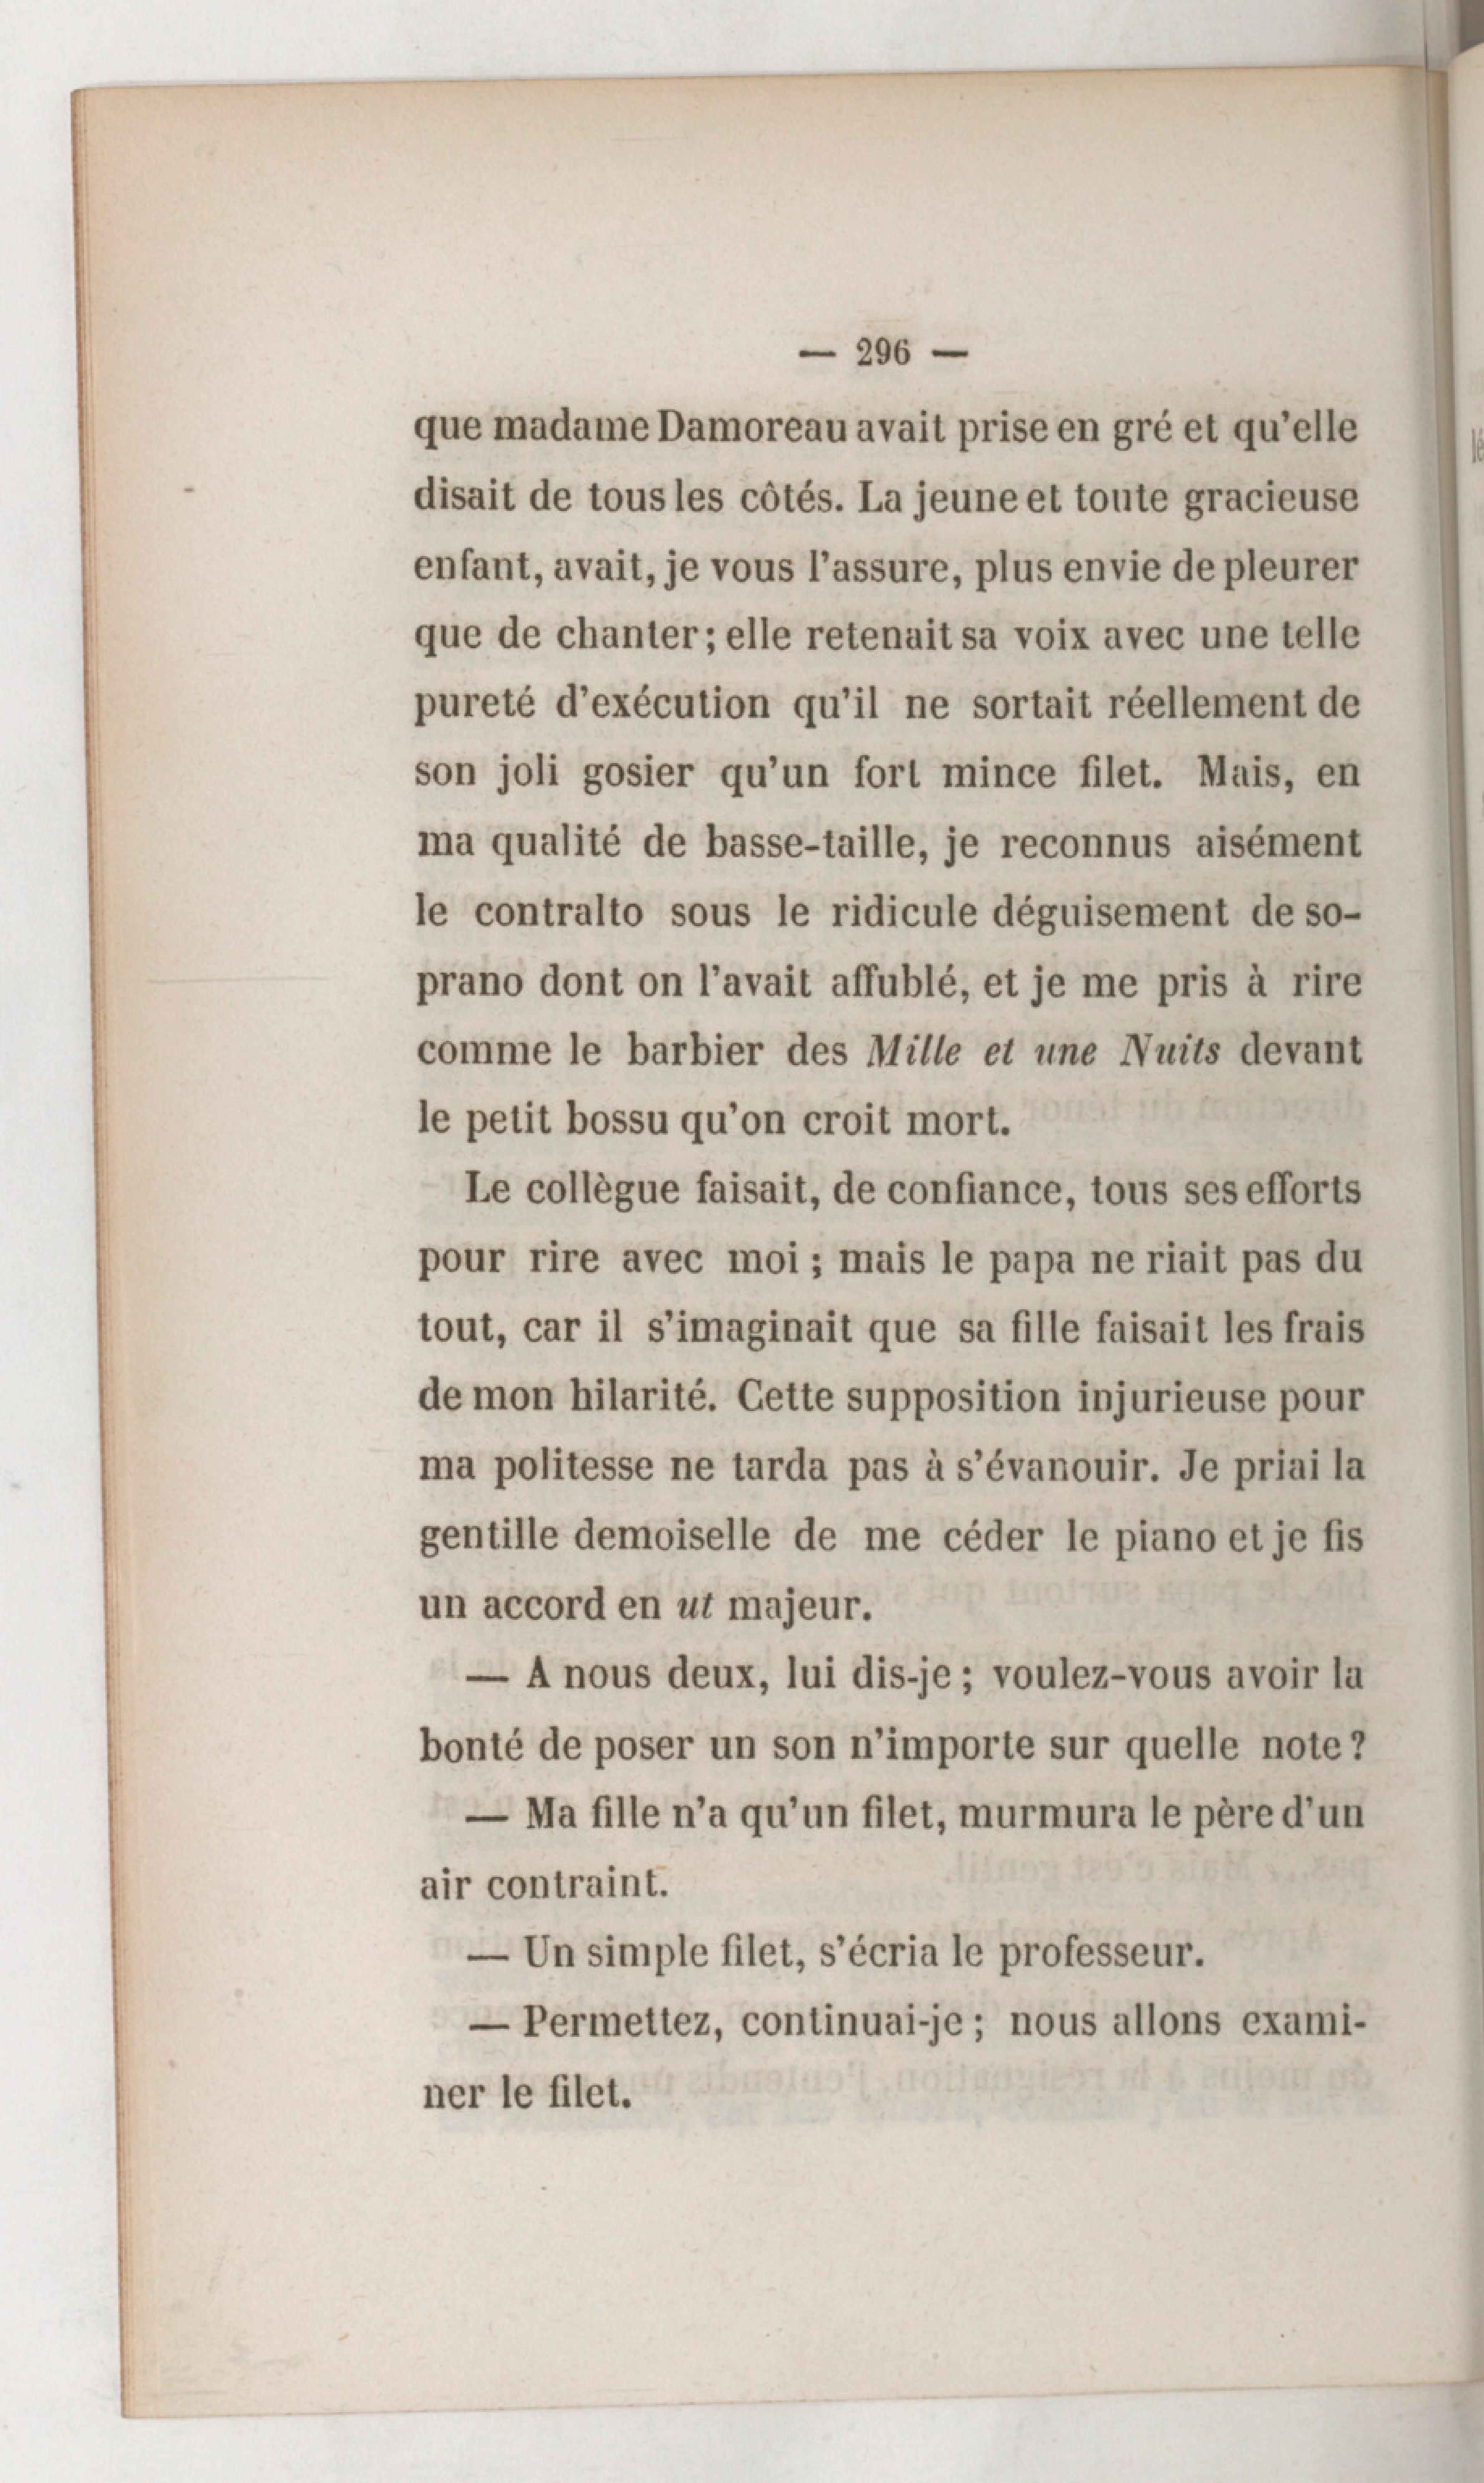 — 296 —
que madame Damoreau avait prise en gré et qu'elle
disait de tous les côtés. La jeune et toute gracieuse
enfant, avait, je vous l'assure, plus envie de pleurer
que de chanter; elle retenait sa voix avec une telle
pureté d'exécution qu'il ne sortait réellement de
son joli gosier qu'un fort mince filet. Mais, en
ma qualité de basse-taille, je reconnus aisément
le contralto sous le ridicule déguisement de so-
prano dont on l'avait affublé, et je me pris à rire
comme le barbier des Mille et une Nuits devant
le petit bossu qu'on croit mort.
Le collègue faisait, de confiance, tous ses efforts
pour rire avec moi ; mais le papa ne riait pas du
tout, car il s'imaginait que sa fille faisait les frais
de mon hilarité. Cette supposition injurieuse pour
ma politesse ne tarda pas à s'évanouir. Je priai la
gentille demoiselle de me céder le piano et je fis
un accord en ut majeur.
— A nous deux, lui dis-je ; voulez-vous avoir la
bonté de poser un son n'importe sur quelle note ?
— Ma fille n'a qu'un filet, murmura le père d'un
air contraint.
— Un simple filet, s'écria le professeur.
— Permettez, continuai-je ; nous allons exami-
ner le filet.